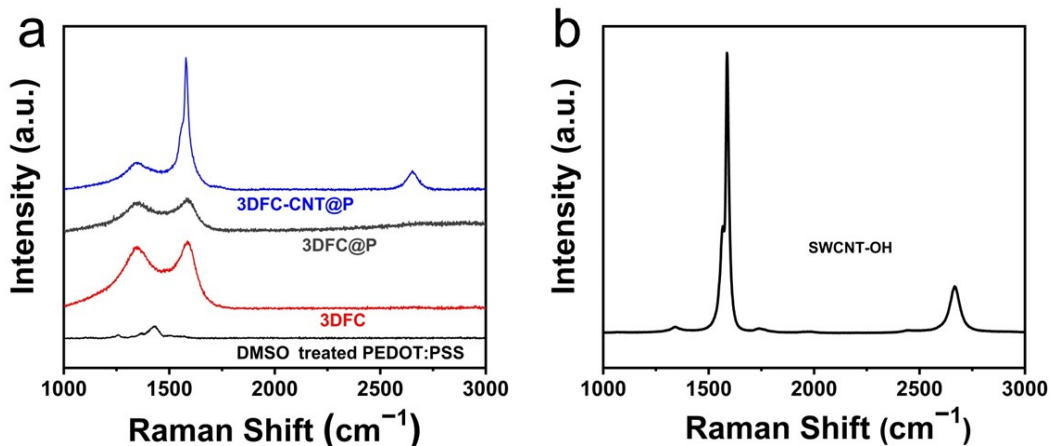 a
Intensity (a.u.)
3DFC-CNT@P
3DFC@P
3DFC
DMSO treated PEDOT:PSS
1000 1500 2000 2500 3000
Raman Shift (cm⁻¹)
b
Intensity (a.u.)
SWCNT-OH
1000 1500 2000 2500 3000
Raman Shift (cm⁻¹)